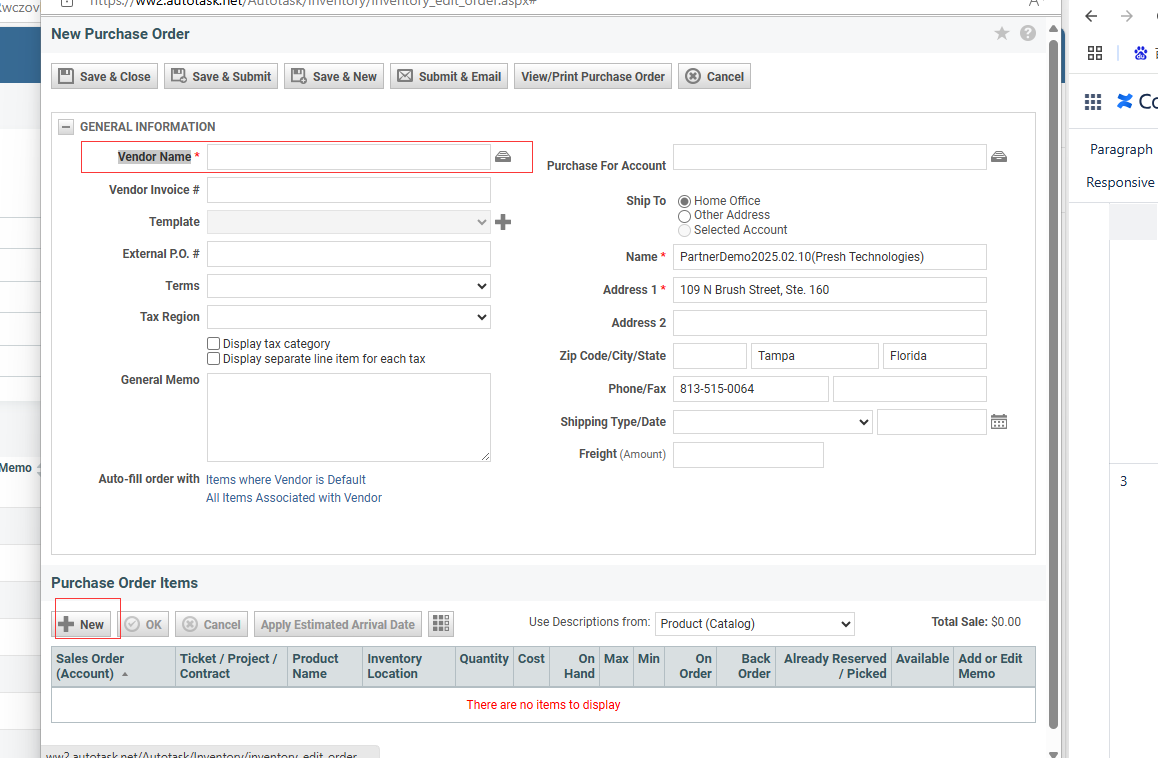 wczov
https://ww2.autotask.net/Autotask/Inventory/inventory_edit_order.aspx#
New Purchase Order
Save & Close
Save & Submit
Save & New
Submit & Email
View/Print Purchase Order
Cancel
GENERAL INFORMATION
Vendor Name *
Vendor Invoice #
Template
External P.O. #
Terms
Tax Region
Display tax category
Display separate line item for each tax
General Memo
Auto-fill order with
Items where Vendor is Default
All Items Associated with Vendor
Purchase For Account
Ship To
Home Office
Other Address
Selected Account
Name *
PartnerDemo2025.02.10(Presh Technologies)
Address 1 *
109 N Brush Street, Ste. 160
Address 2
Zip Code/City/State
Tampa
Florida
Phone/Fax
813-515-0064
Shipping Type/Date
Freight (Amount)
Purchase Order Items
New
OK
Cancel
Apply Estimated Arrival Date
Use Descriptions from:
Product (Catalog)
Total Sale: $0.00
Sales Order
(Account)
Ticket / Project /
Contract
Product
Name
Inventory
Location
Quantity
Cost
On
Hand
Max
Min
On
Order
Back
Order
Already Reserved
/ Picked
Available
Add or Edit
Memo
There are no items to display
ww2.autotask.net/Autotask/Inventory/inventory_edit_order
Memo
Co
Paragraph
Responsive
3